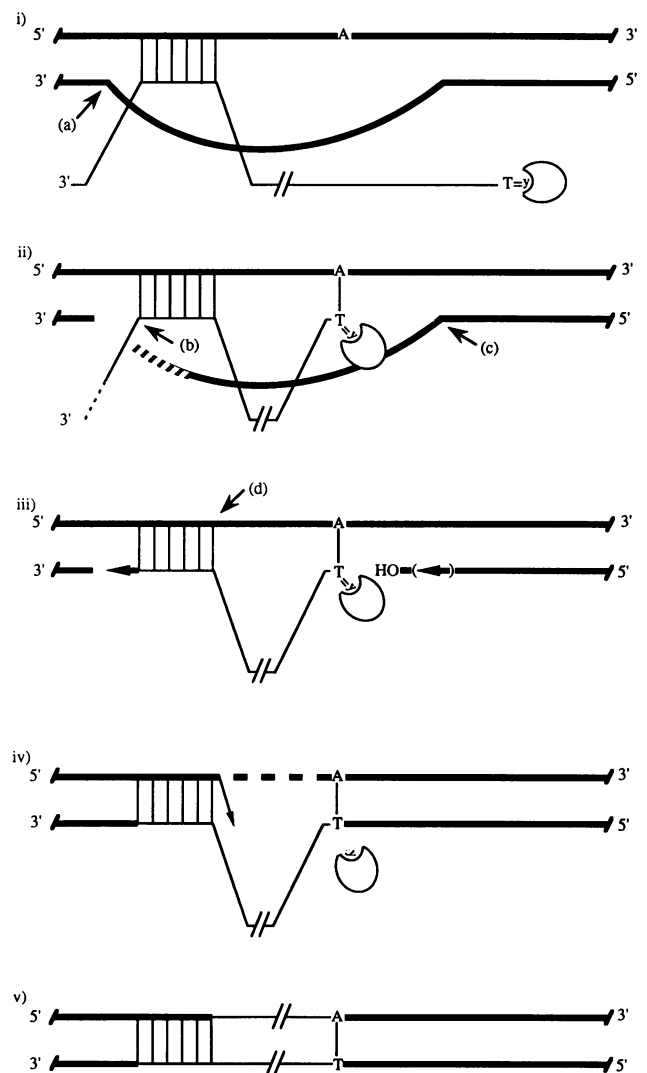 i)
5' A 3'
3' 5'
(a)
3' T=y
ii)
5' A 3'
3' T 5'
(b) (c)
3'
iii)
(d)
5' A 3'
3' T HO ( ) 5'
iv)
5' A 3'
3' T 5'
v)
5' A 3'
3' T 5'